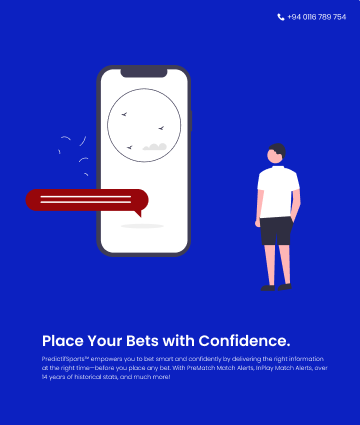 +94 0116 789 754
Place Your Bets with Confidence.
PredictifSports™ empowers you to bet smart and confidently by delivering the right information
at the right time—before you place any bet. With PreMatch Match Alerts, InPlay Match Alerts, over
14 years of historical stats, and much more!